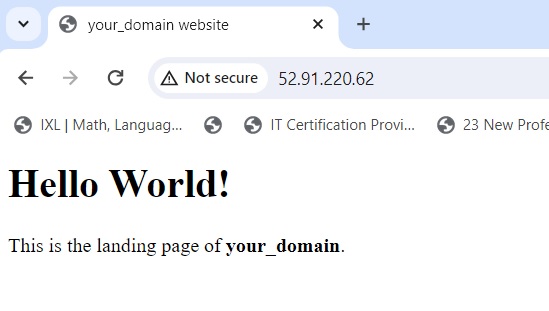 your_domain website
Not secure 52.91.220.62
IXL | Math, Languag... IT Certification Provi... 23 New Profe
Hello World!
This is the landing page of your_domain.